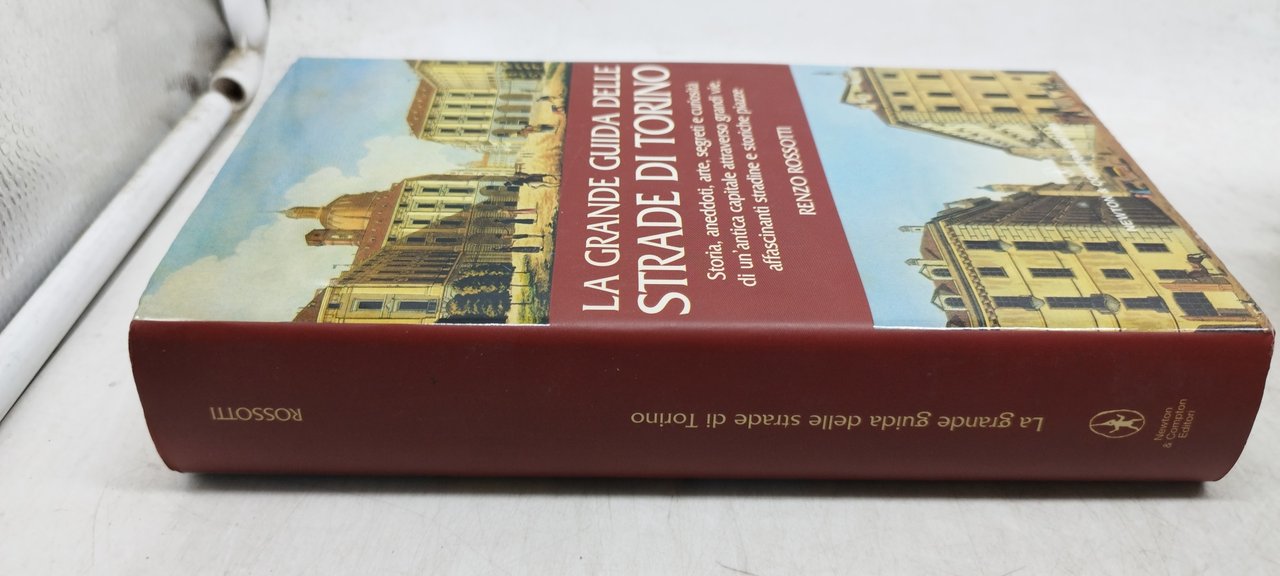 LA GRANDE GUIDA DELLE
STRADE DI TORINO
Storia, aneddoti, arte, segreti e curiosità
di un'antica capitale attraverso grandi vie,
affascinanti stradine e storiche piazze
RENZO ROSSOTTI
ROSSOTTI
La grande guida delle strade di Torino
Newton
& Compton
Editori